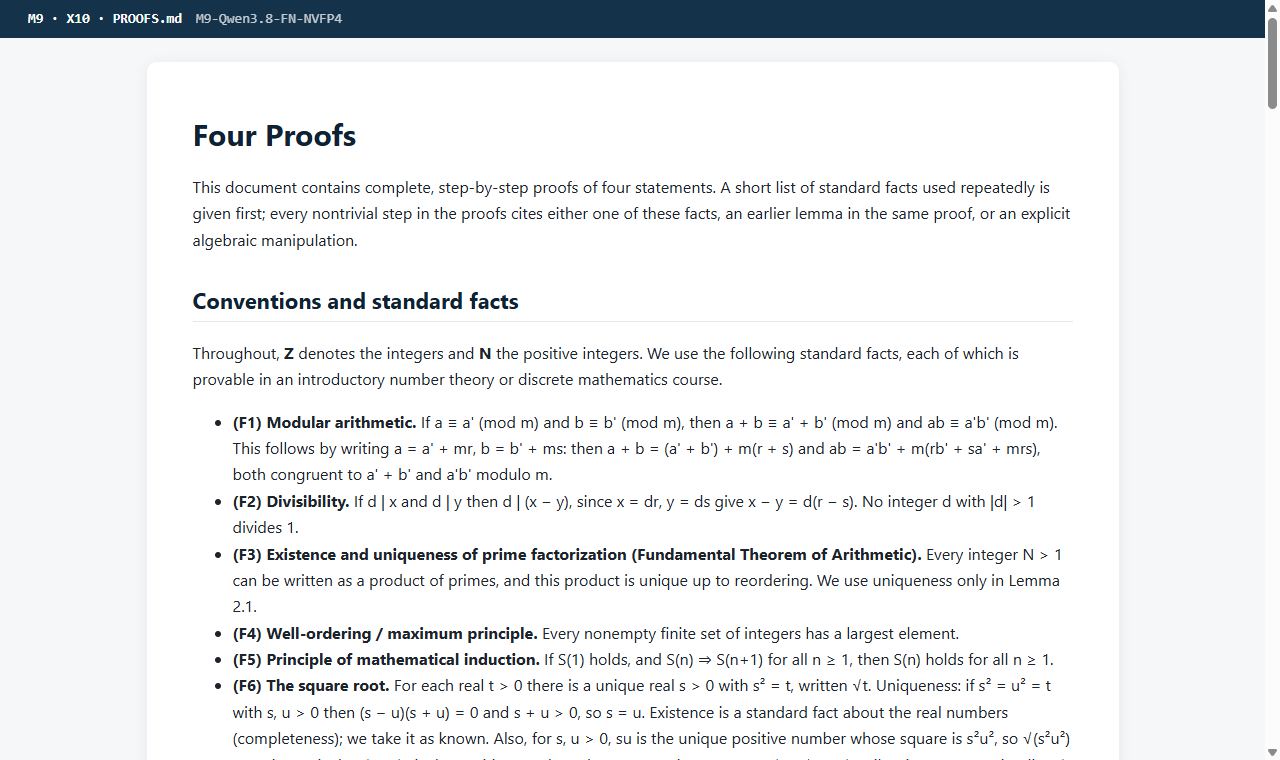 M9 • X10 • PROOFS.md M9-Qwen3.8-FN-NVFP4
Four Proofs
This document contains complete, step-by-step proofs of four statements. A short list of standard facts used repeatedly is
given first; every nontrivial step in the proofs cites either one of these facts, an earlier lemma in the same proof, or an explicit
algebraic manipulation.
Conventions and standard facts
Throughout, Z denotes the integers and N the positive integers. We use the following standard facts, each of which is
provable in an introductory number theory or discrete mathematics course.
• (F1) Modular arithmetic. If a ≡ a' (mod m) and b ≡ b' (mod m), then a + b ≡ a' + b' (mod m) and ab ≡ a'b' (mod m).
This follows by writing a = a' + mr, b = b' + ms: then a + b = (a' + b') + m(r + s) and ab = a'b' + m(rb' + sa' + mrs),
both congruent to a' + b' and a'b' modulo m.
• (F2) Divisibility. If d | x and d | y then d | (x − y), since x = dr, y = ds give x − y = d(r − s). No integer d with |d| > 1
divides 1.
• (F3) Existence and uniqueness of prime factorization (Fundamental Theorem of Arithmetic). Every integer N > 1
can be written as a product of primes, and this product is unique up to reordering. We use uniqueness only in Lemma
2.1.
• (F4) Well-ordering / maximum principle. Every nonempty finite set of integers has a largest element.
• (F5) Principle of mathematical induction. If S(1) holds, and S(n) ⇒ S(n+1) for all n ≥ 1, then S(n) holds for all n ≥ 1.
• (F6) The square root. For each real t > 0 there is a unique real s > 0 with s² = t, written √t. Uniqueness: if s² = u² = t
with s, u > 0 then (s − u)(s + u) = 0 and s + u > 0, so s = u. Existence is a standard fact about the real numbers
(completeness); we take it as known. Also, for s, u > 0, su is the unique positive number whose square is s²u², so √(s²u²)